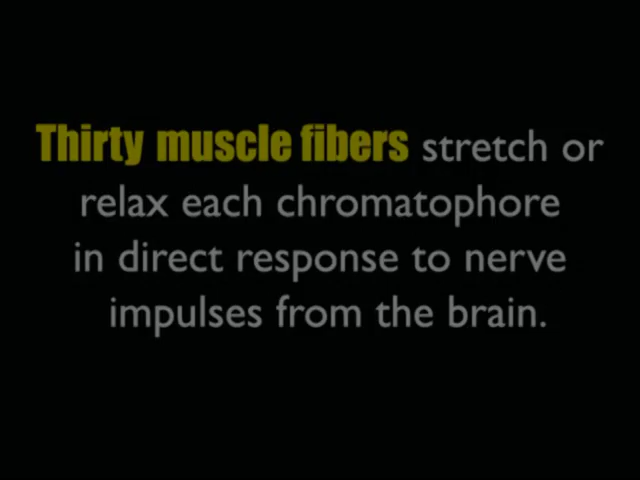 Thirty muscle fibers stretch or
relax each chromatophore
in direct response to nerve
impulses from the brain.